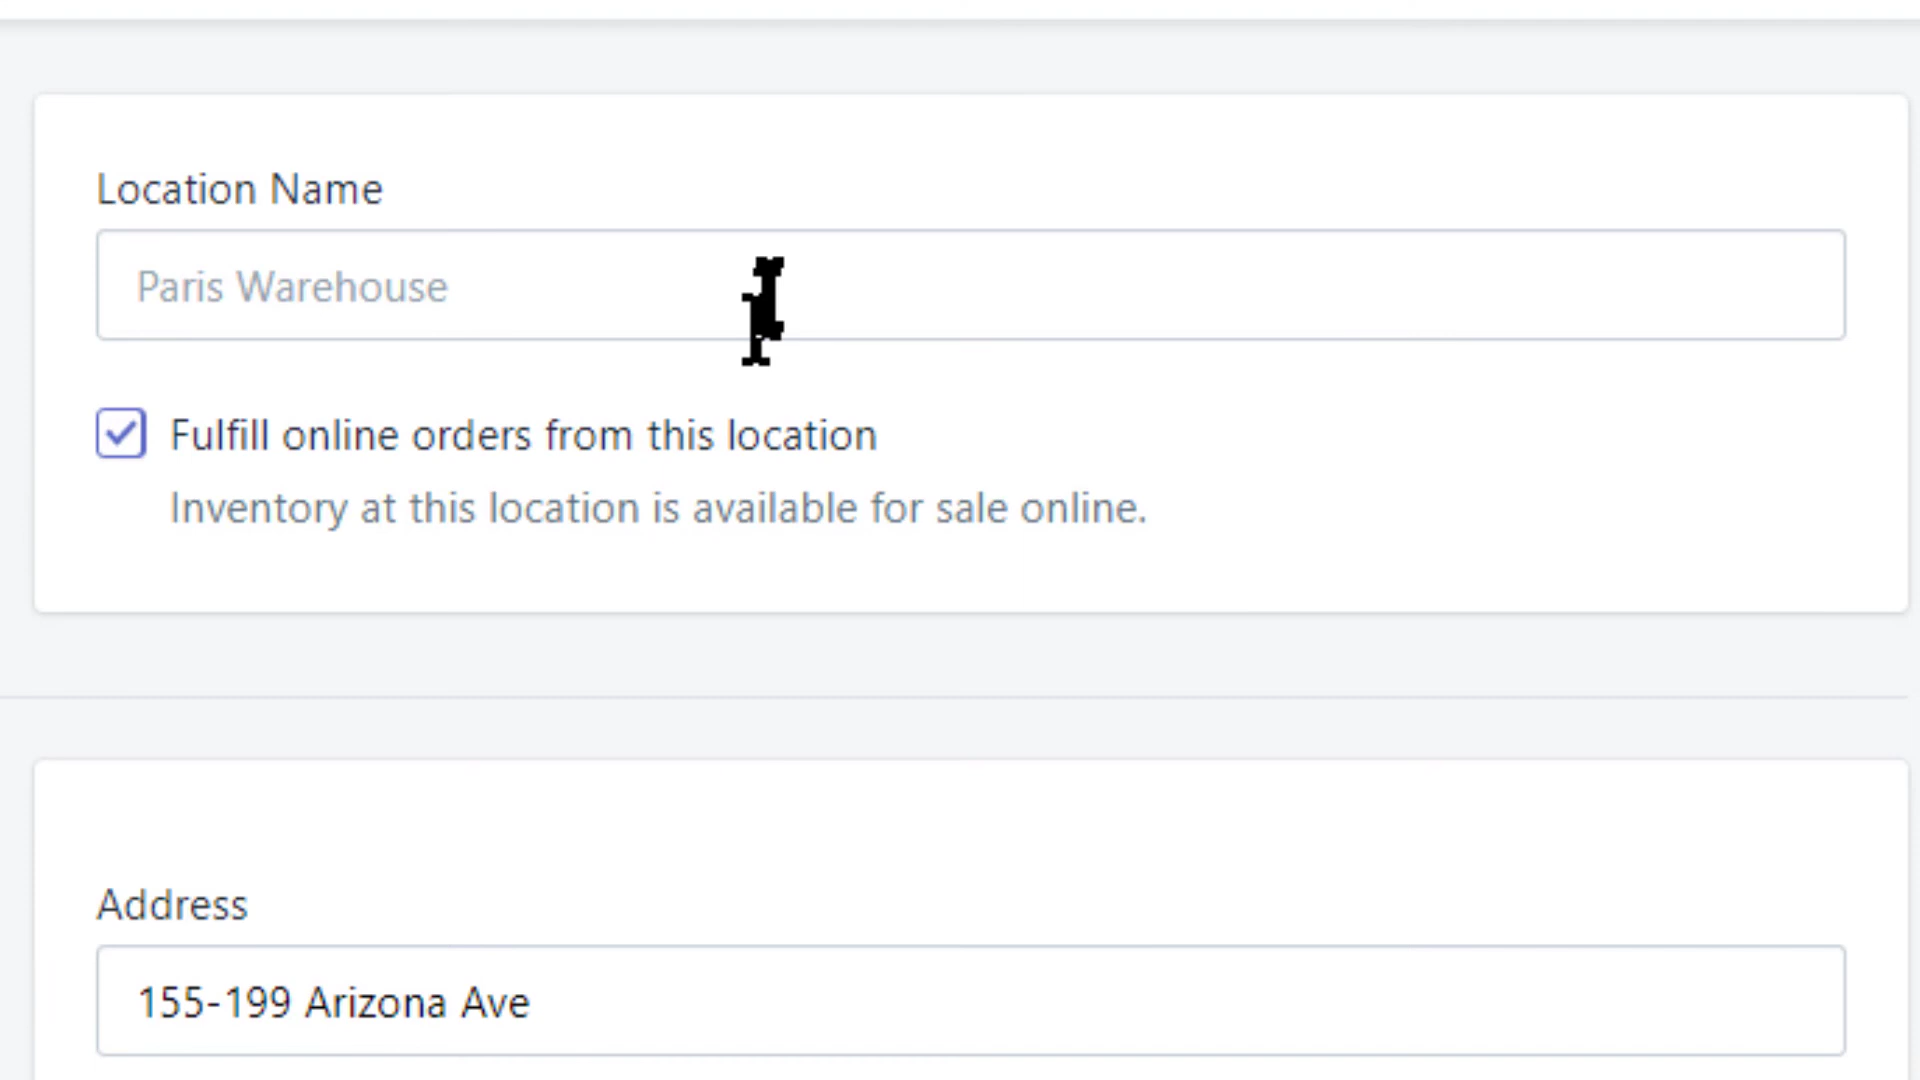 Location Name
Paris Warehouse
Fulfill online orders from this location
Inventory at this location is available for sale online.
Address
155-199 Arizona Ave